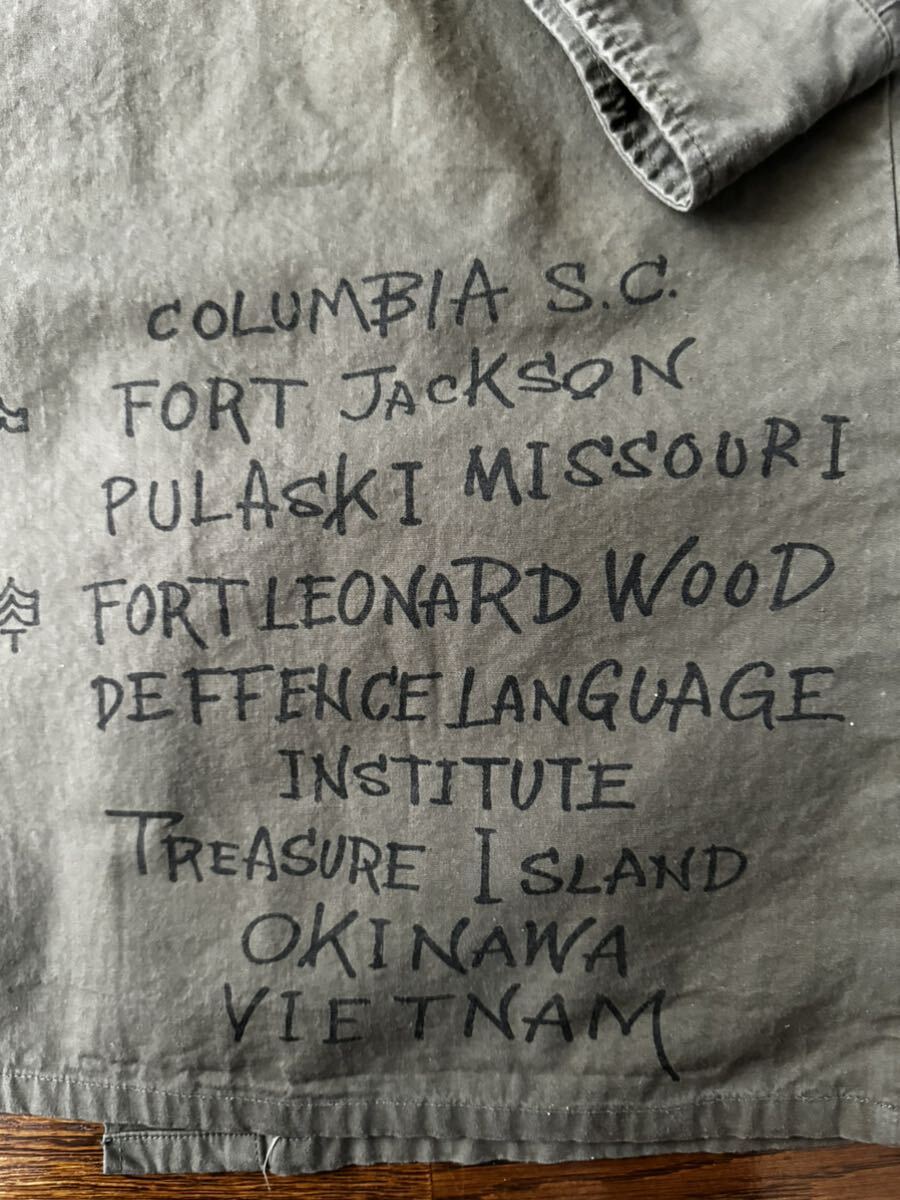 COLUMBIA S.C.
FORT JACKSON
PULASKI MISSOURI
FORT LEONARD WOOD
DEFFENCE LANGUAGE
INSTITUTE
TREASURE ISLAND
OKINAWA
VIETNAM